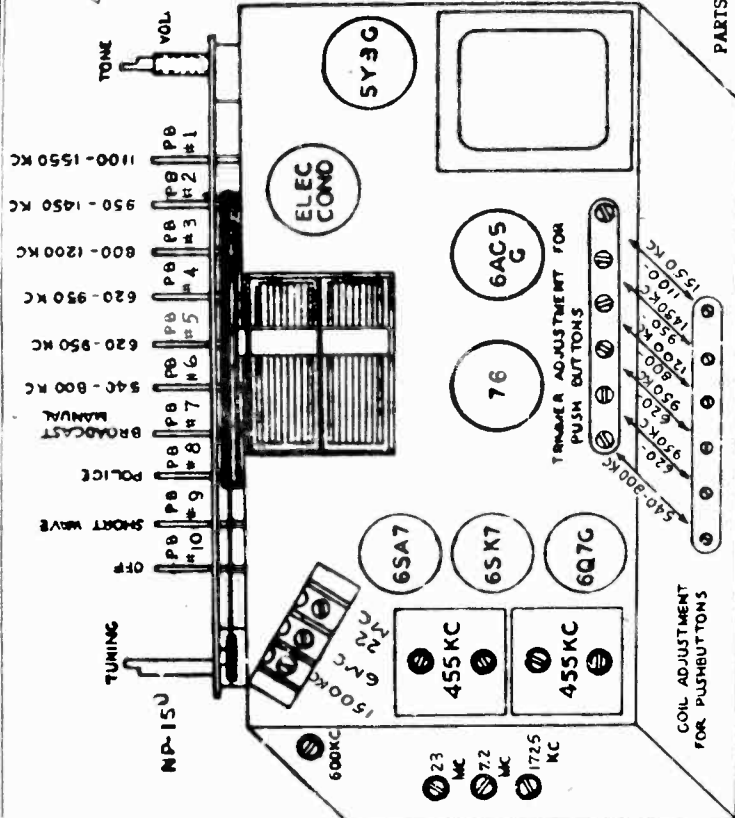 TONE
VOL.
1100-1550 KC
PB #1
950-1450 KC
PB #2
800-1200 KC
PB #3
620-950 KC
PB #4
620-950 KC
PB #5
540-800 KC
PB #6
BROADCAST
MANUAL
PB #7
POLICE
PB #8
SHORT WAVE
PB #9
OFF
PB #10
TUNING
NP-150
5Y3G
ELEC
COND
6AC5
G
76
6SA7
6SK7
6Q7G
455KC
455KC
22
MC
6 MC
1500KC
600KC
23
MC
7.2
MC
1725
KC
TRIMMER ADJUSTMENT FOR
PUSH BUTTONS
1100-
1550KC
950-
1450KC
800-
1200KC
620-
950KC
620-
950KC
540-800KC
COIL ADJUSTMENT
FOR PUSHBUTTONS
PARTS